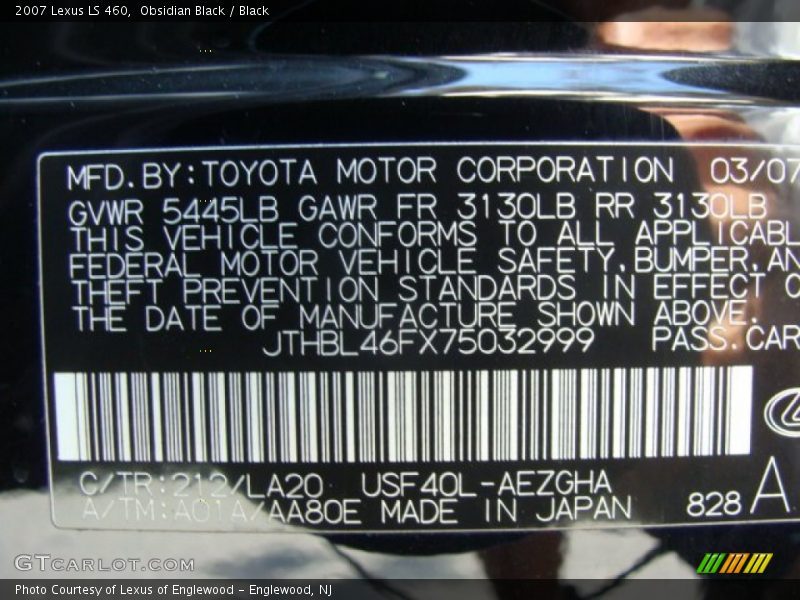 2007 Lexus LS 460, Obsidian Black / Black
MFD.BY:TOYOTA MOTOR CORPORATION 03/07
GVWR 5445LB GAWR FR 3130LB RR 3130LB
THIS VEHICLE CONFORMS TO ALL APPLICABL
FEDERAL MOTOR VEHICLE SAFETY,BUMPER,AN
THEFT PREVENTION STANDARDS IN EFFECT O
THE DATE OF MANUFACTURE SHOWN ABOVE.
JTHBL46FX75032999 PASS.CAR
C/TR:212/LA20 USF40L-AEZGHA
A/TM:A01A/AA80E MADE IN JAPAN 828 A
GTCARLOT.COM
Photo Courtesy of Lexus of Englewood - Englewood, NJ